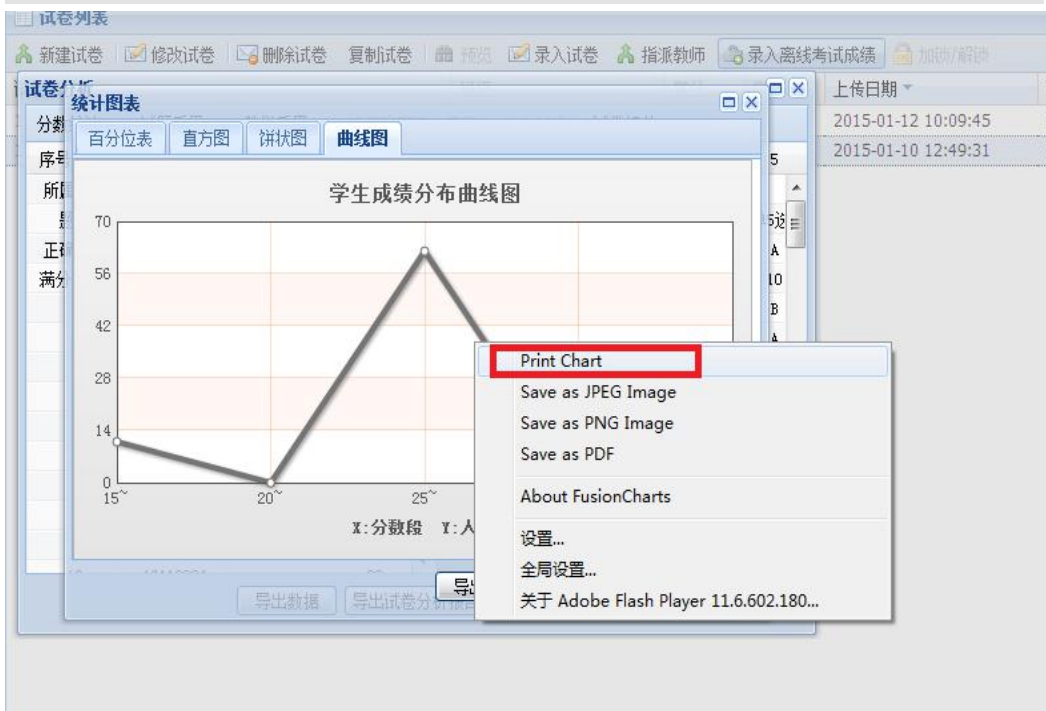 试卷列表
新建试卷 修改试卷 删除试卷 复制试卷 预览 录入试卷 指派教师 录入离线考试成绩 加锁/解锁
试卷分析
上传日期
统计图表
2015-01-12 10:09:45
分数
百分位表 直方图 饼状图 曲线图
2015-01-10 12:49:31
序号
5
所属
学生成绩分布曲线图
70
正确
A
56
满分
10
B
42
A
Print Chart
28
Save as JPEG Image
Save as PNG Image
14
Save as PDF
0
15~ 20~ 25~
About FusionCharts
X:分数段 Y:人
设置...
全局设置...
导出数据 导出试卷分析报告 导出
关于 Adobe Flash Player 11.6.602.180...